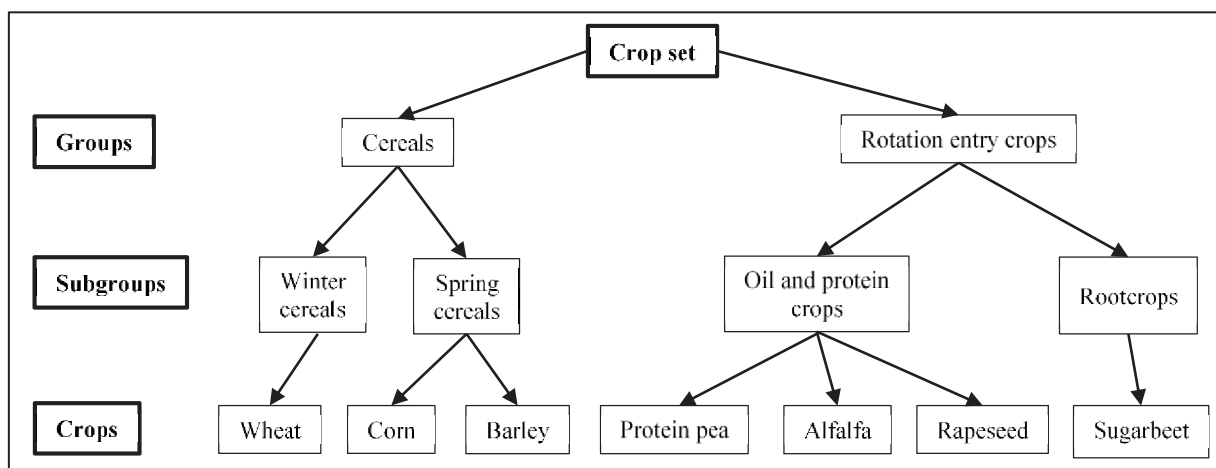 Crop set
Groups
Cereals
Rotation entry crops
Subgroups
Winter
cereals
Spring
cereals
Oil and protein
crops
Rootcrops
Crops
Wheat
Corn
Barley
Protein pea
Alfalfa
Rapeseed
Sugarbeet